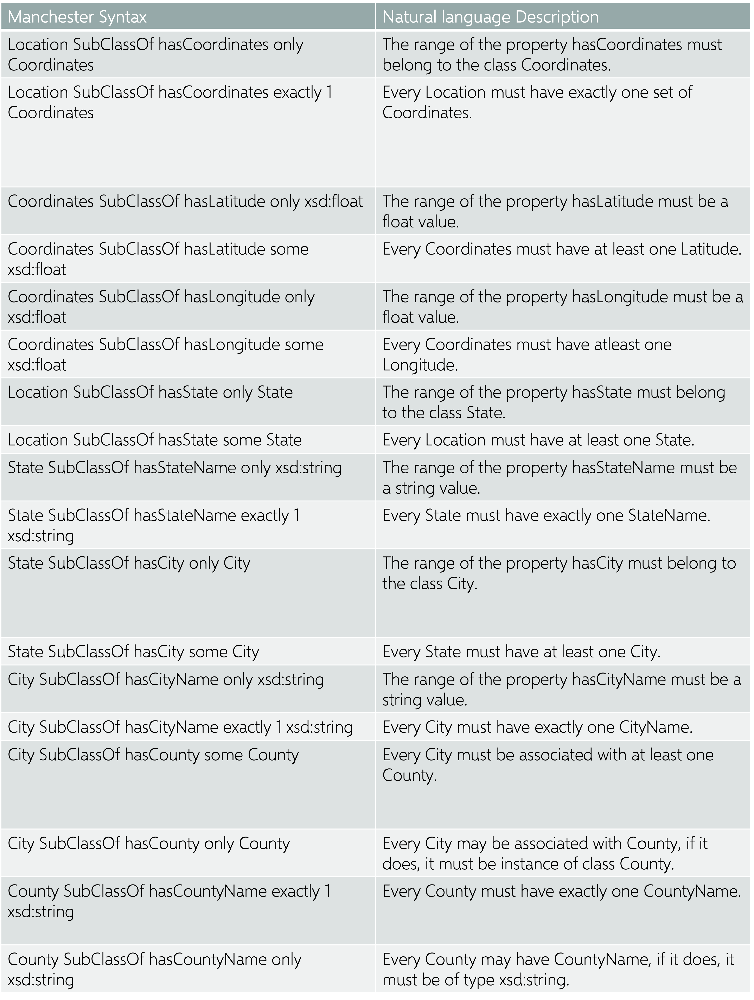 Manchester Syntax
Natural language Description
Location SubClassOf hasCoordinates only
Coordinates
The range of the property hasCoordinates must
belong to the class Coordinates.
Location SubClassOf hasCoordinates exactly 1
Coordinates
Every Location must have exactly one set of
Coordinates.
Coordinates SubClassOf hasLatitude only xsd:float
The range of the property hasLatitude must be a
float value.
Coordinates SubClassOf hasLatitude some
xsd:float
Every Coordinates must have at least one Latitude.
Coordinates SubClassOf hasLongitude only
xsd:float
The range of the property hasLongitude must be a
float value.
Coordinates SubClassOf hasLongitude some
xsd:float
Every Coordinates must have atleast one
Longitude.
Location SubClassOf hasState only State
The range of the property hasState must belong
to the class State.
Location SubClassOf hasState some State
Every Location must have at least one State.
State SubClassOf hasStateName only xsd:string
The range of the property hasStateName must be
a string value.
State SubClassOf hasStateName exactly 1
xsd:string
Every State must have exactly one StateName.
State SubClassOf hasCity only City
The range of the property hasCity must belong to
the class City.
State SubClassOf hasCity some City
Every State must have at least one City.
City SubClassOf hasCityName only xsd:string
The range of the property hasCityName must be a
string value.
City SubClassOf hasCityName exactly 1 xsd:string
Every City must have exactly one CityName.
City SubClassOf hasCounty some County
Every City must be associated with at least one
County.
City SubClassOf hasCounty only County
Every City may be associated with County, if it
does, it must be instance of class County.
County SubClassOf hasCountyName exactly 1
xsd:string
Every County must have exactly one CountyName.
County SubClassOf hasCountyName only
xsd:string
Every County may have CountyName, if it does, it
must be of type xsd:string.